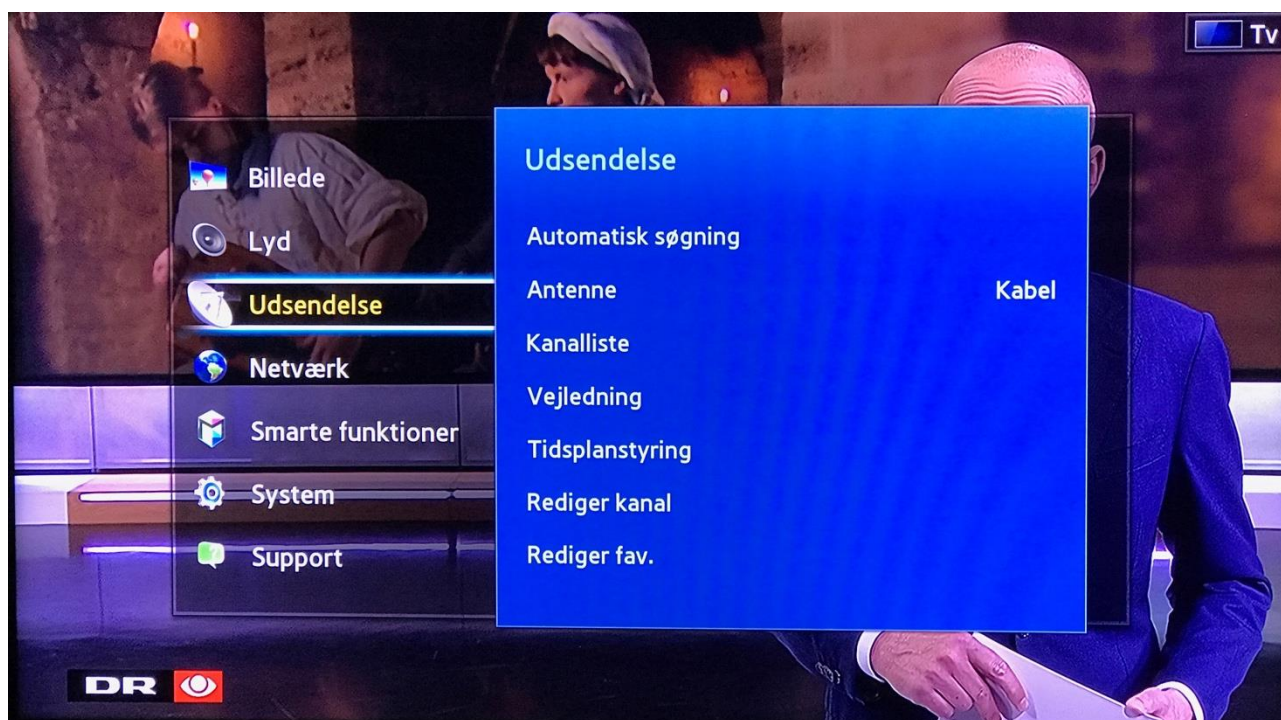 Tv
Billede
Lyd
Udsendelse
Netværk
Smarte funktioner
System
Support
Udsendelse
Automatisk søgning
Antenne Kabel
Kanalliste
Vejledning
Tidsplanstyring
Rediger kanal
Rediger fav.
DR